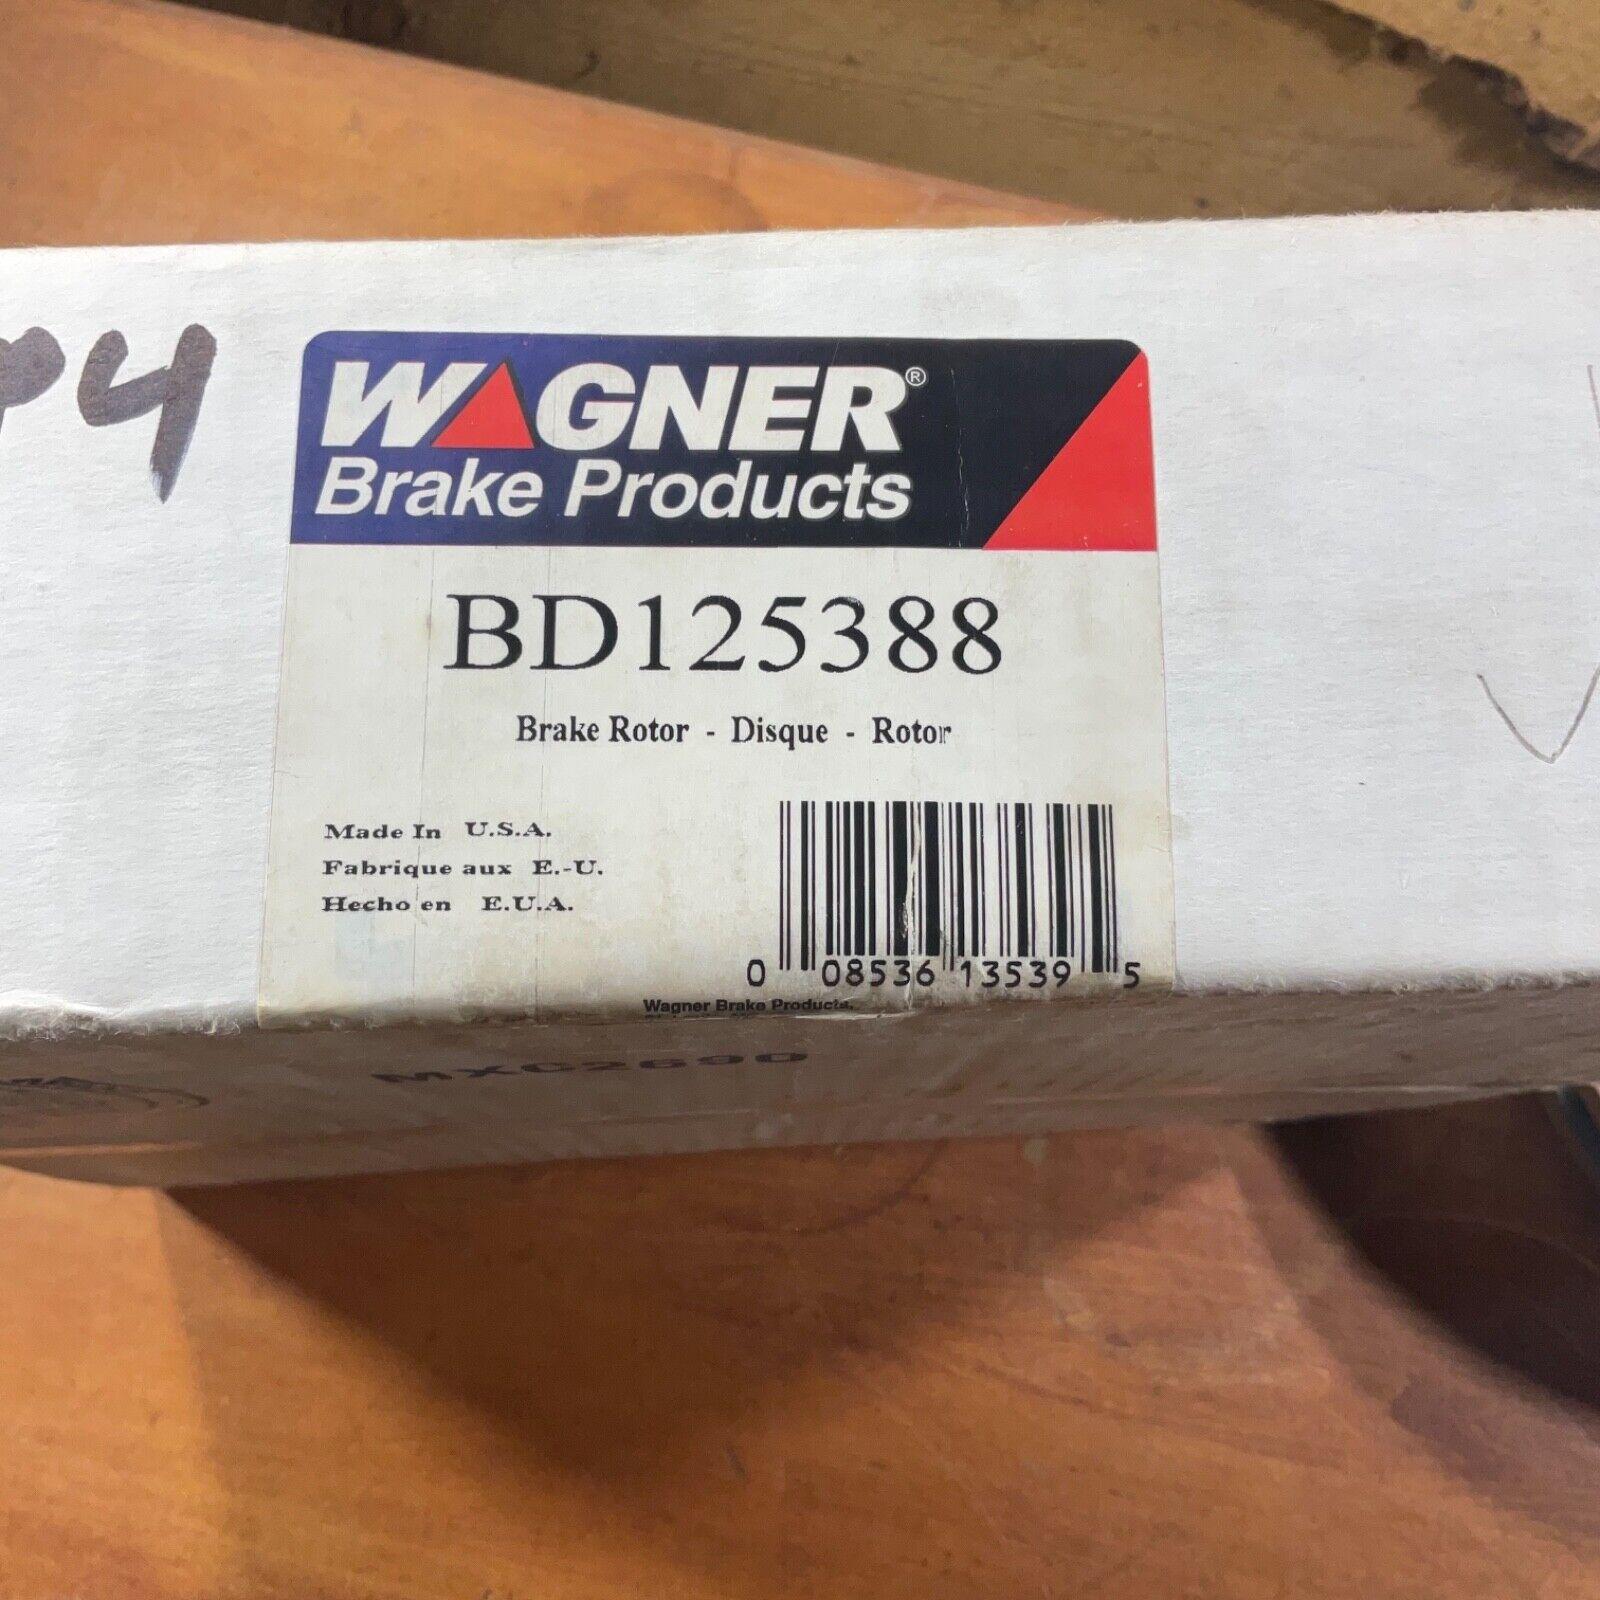 WAGNER®
Brake Products
BD125388
Brake Rotor - Disque - Rotor
Made In U.S.A.
Fabrique aux E.-U.
Hecho en E.U.A.
0 08536 13539 5
Wagner Brake Products.
MXC2690